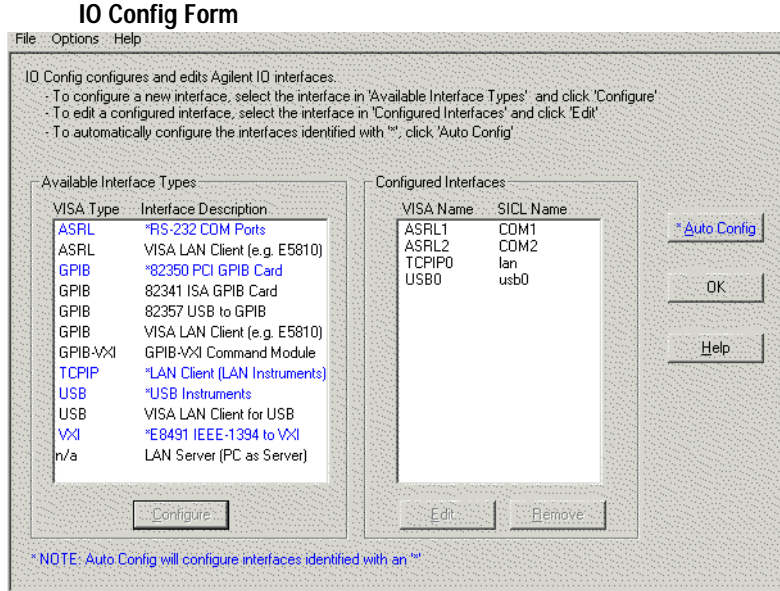 IO Config Form
File Options Help
IO Config configures and edits Agilent IO interfaces.
- To configure a new interface, select the interface in 'Available Interface Types' and click 'Configure'
- To edit a configured interface, select the interface in 'Configured Interfaces' and click 'Edit'
- To automatically configure the interfaces identified with '*', click 'Auto Config'
Available Interface Types
VISA Type Interface Description
ASRL *RS-232 COM Ports
ASRL VISA LAN Client (e.g. E5810)
GPIB *82350 PCI GPIB Card
GPIB 82341 ISA GPIB Card
GPIB 82357 USB to GPIB
GPIB VISA LAN Client (e.g. E5810)
GPIB-VXI GPIB-VXI Command Module
TCPIP *LAN Client (LAN Instruments)
USB *USB Instruments
USB VISA LAN Client for USB
VXI *E8491 IEEE-1394 to VXI
n/a LAN Server (PC as Server)
Configure
Configured Interfaces
VISA Name SICL Name
ASRL1 COM1
ASRL2 COM2
TCPIP0 lan
USB0 usb0
Edit Remove
* Auto Config
OK
Help
* NOTE: Auto Config will configure interfaces identified with an '*'